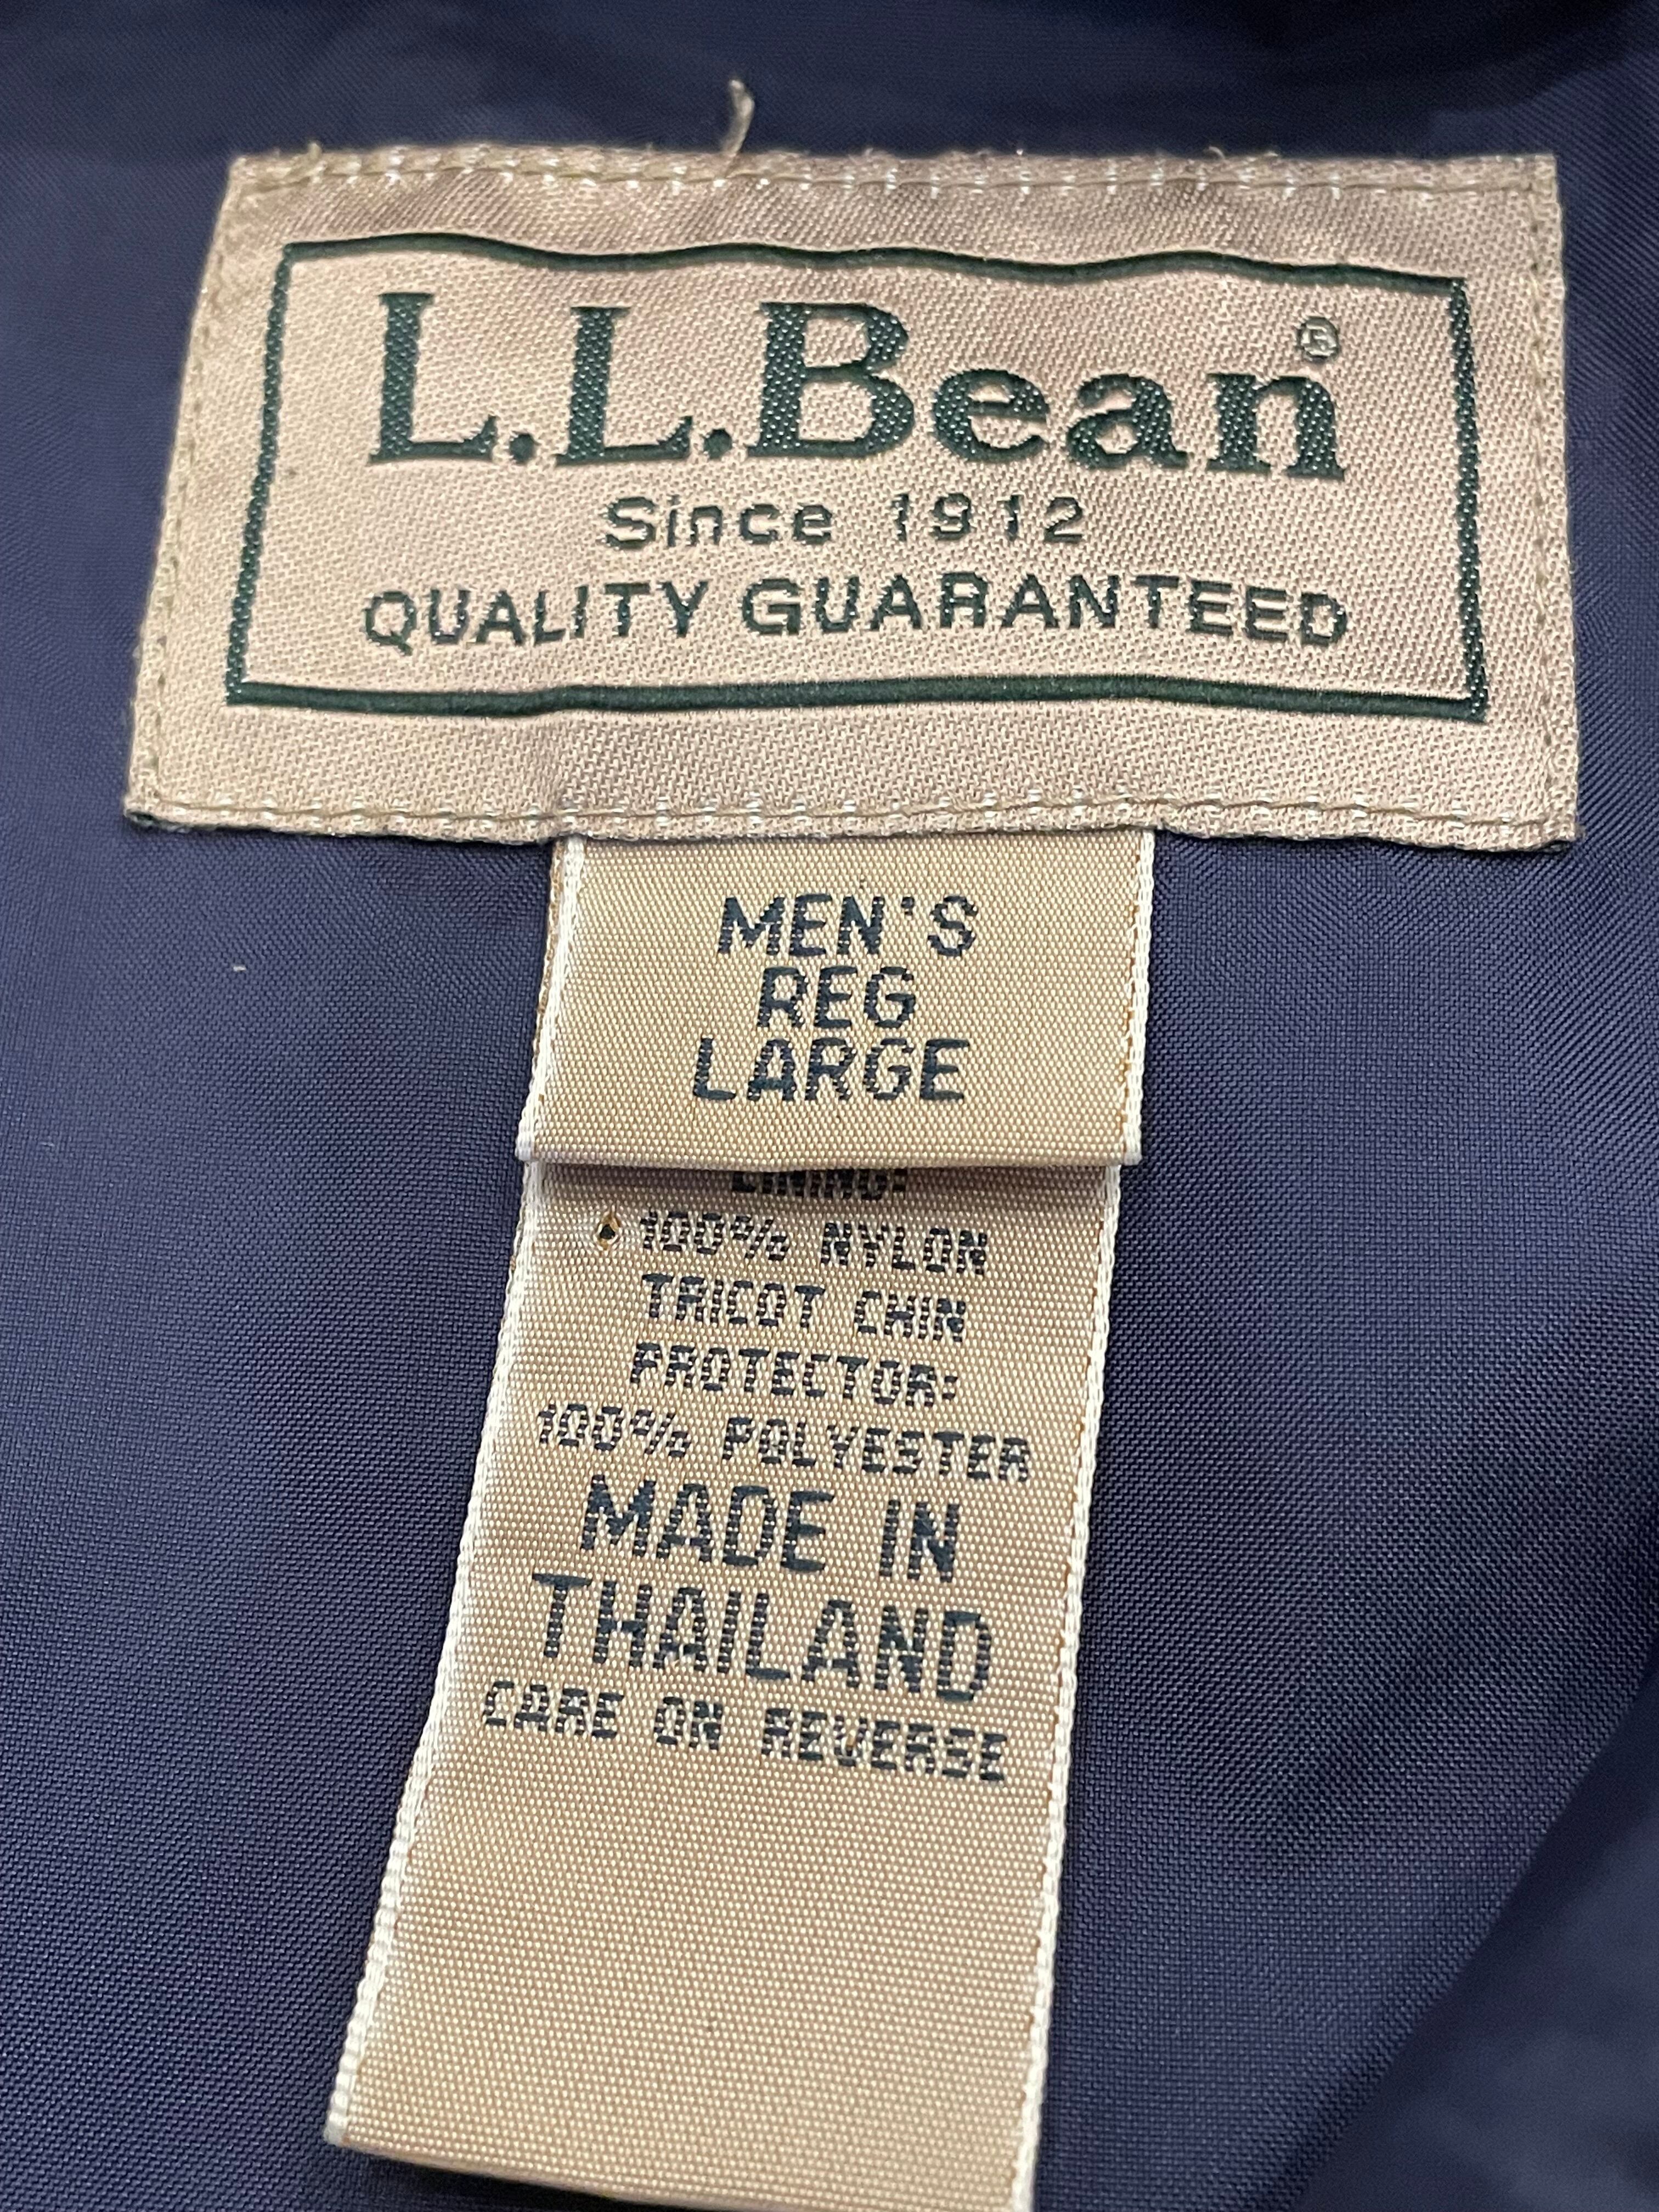 L.L.Bean®
Since 1912
QUALITY GUARANTEED
MEN'S
REG
LARGE
LINING:
100% NYLON
TRICOT CHIN
PROTECTOR:
100% POLYESTER
MADE IN
THAILAND
CARE ON REVERSE